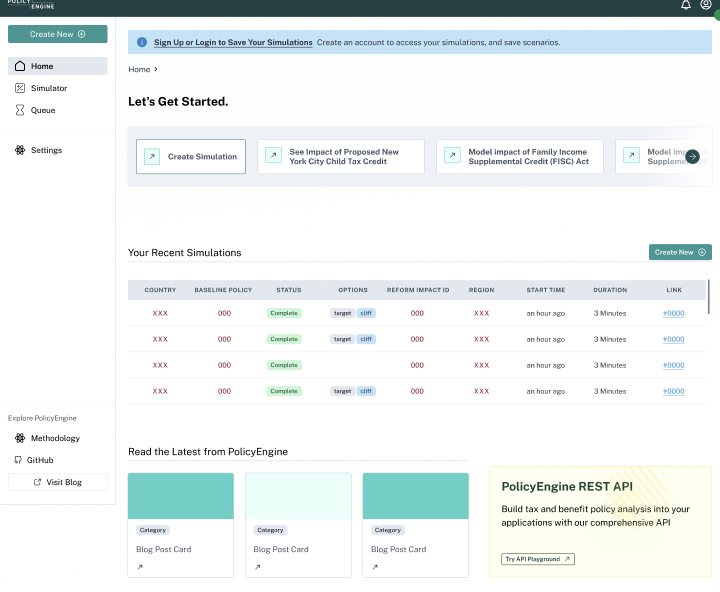 POLICY
ENGINE
Create New
Home
Simulator
Queue
Settings
Explore PolicyEngine
Methodology
GitHub
Visit Blog
Sign Up or Login to Save Your Simulations Create an account to access your simulations, and save scenarios.
Home >
Let's Get Started.
Create Simulation
See Impact of Proposed New
York City Child Tax Credit
Model impact of Family Income
Supplemental Credit (FISC) Act
Model
Your Recent Simulations
Create New
COUNTRY BASELINE POLICY STATUS OPTIONS REFORM IMPACT ID REGION START TIME DURATION LINK
XXX 000 Complete target cliff 000 XXX an hour ago 3 Minutes #0000
XXX 000 Complete target cliff 000 XXX an hour ago 3 Minutes #0000
XXX 000 Complete 000 XXX an hour ago 3 Minutes #0000
XXX 000 Complete target cliff 000 XXX an hour ago 3 Minutes #0000
Read the Latest from PolicyEngine
Category
Blog Post Card
Category
Blog Post Card
Category
Blog Post Card
PolicyEngine REST API
Build tax and benefit policy analysis into your
applications with our comprehensive API
Try API Playground